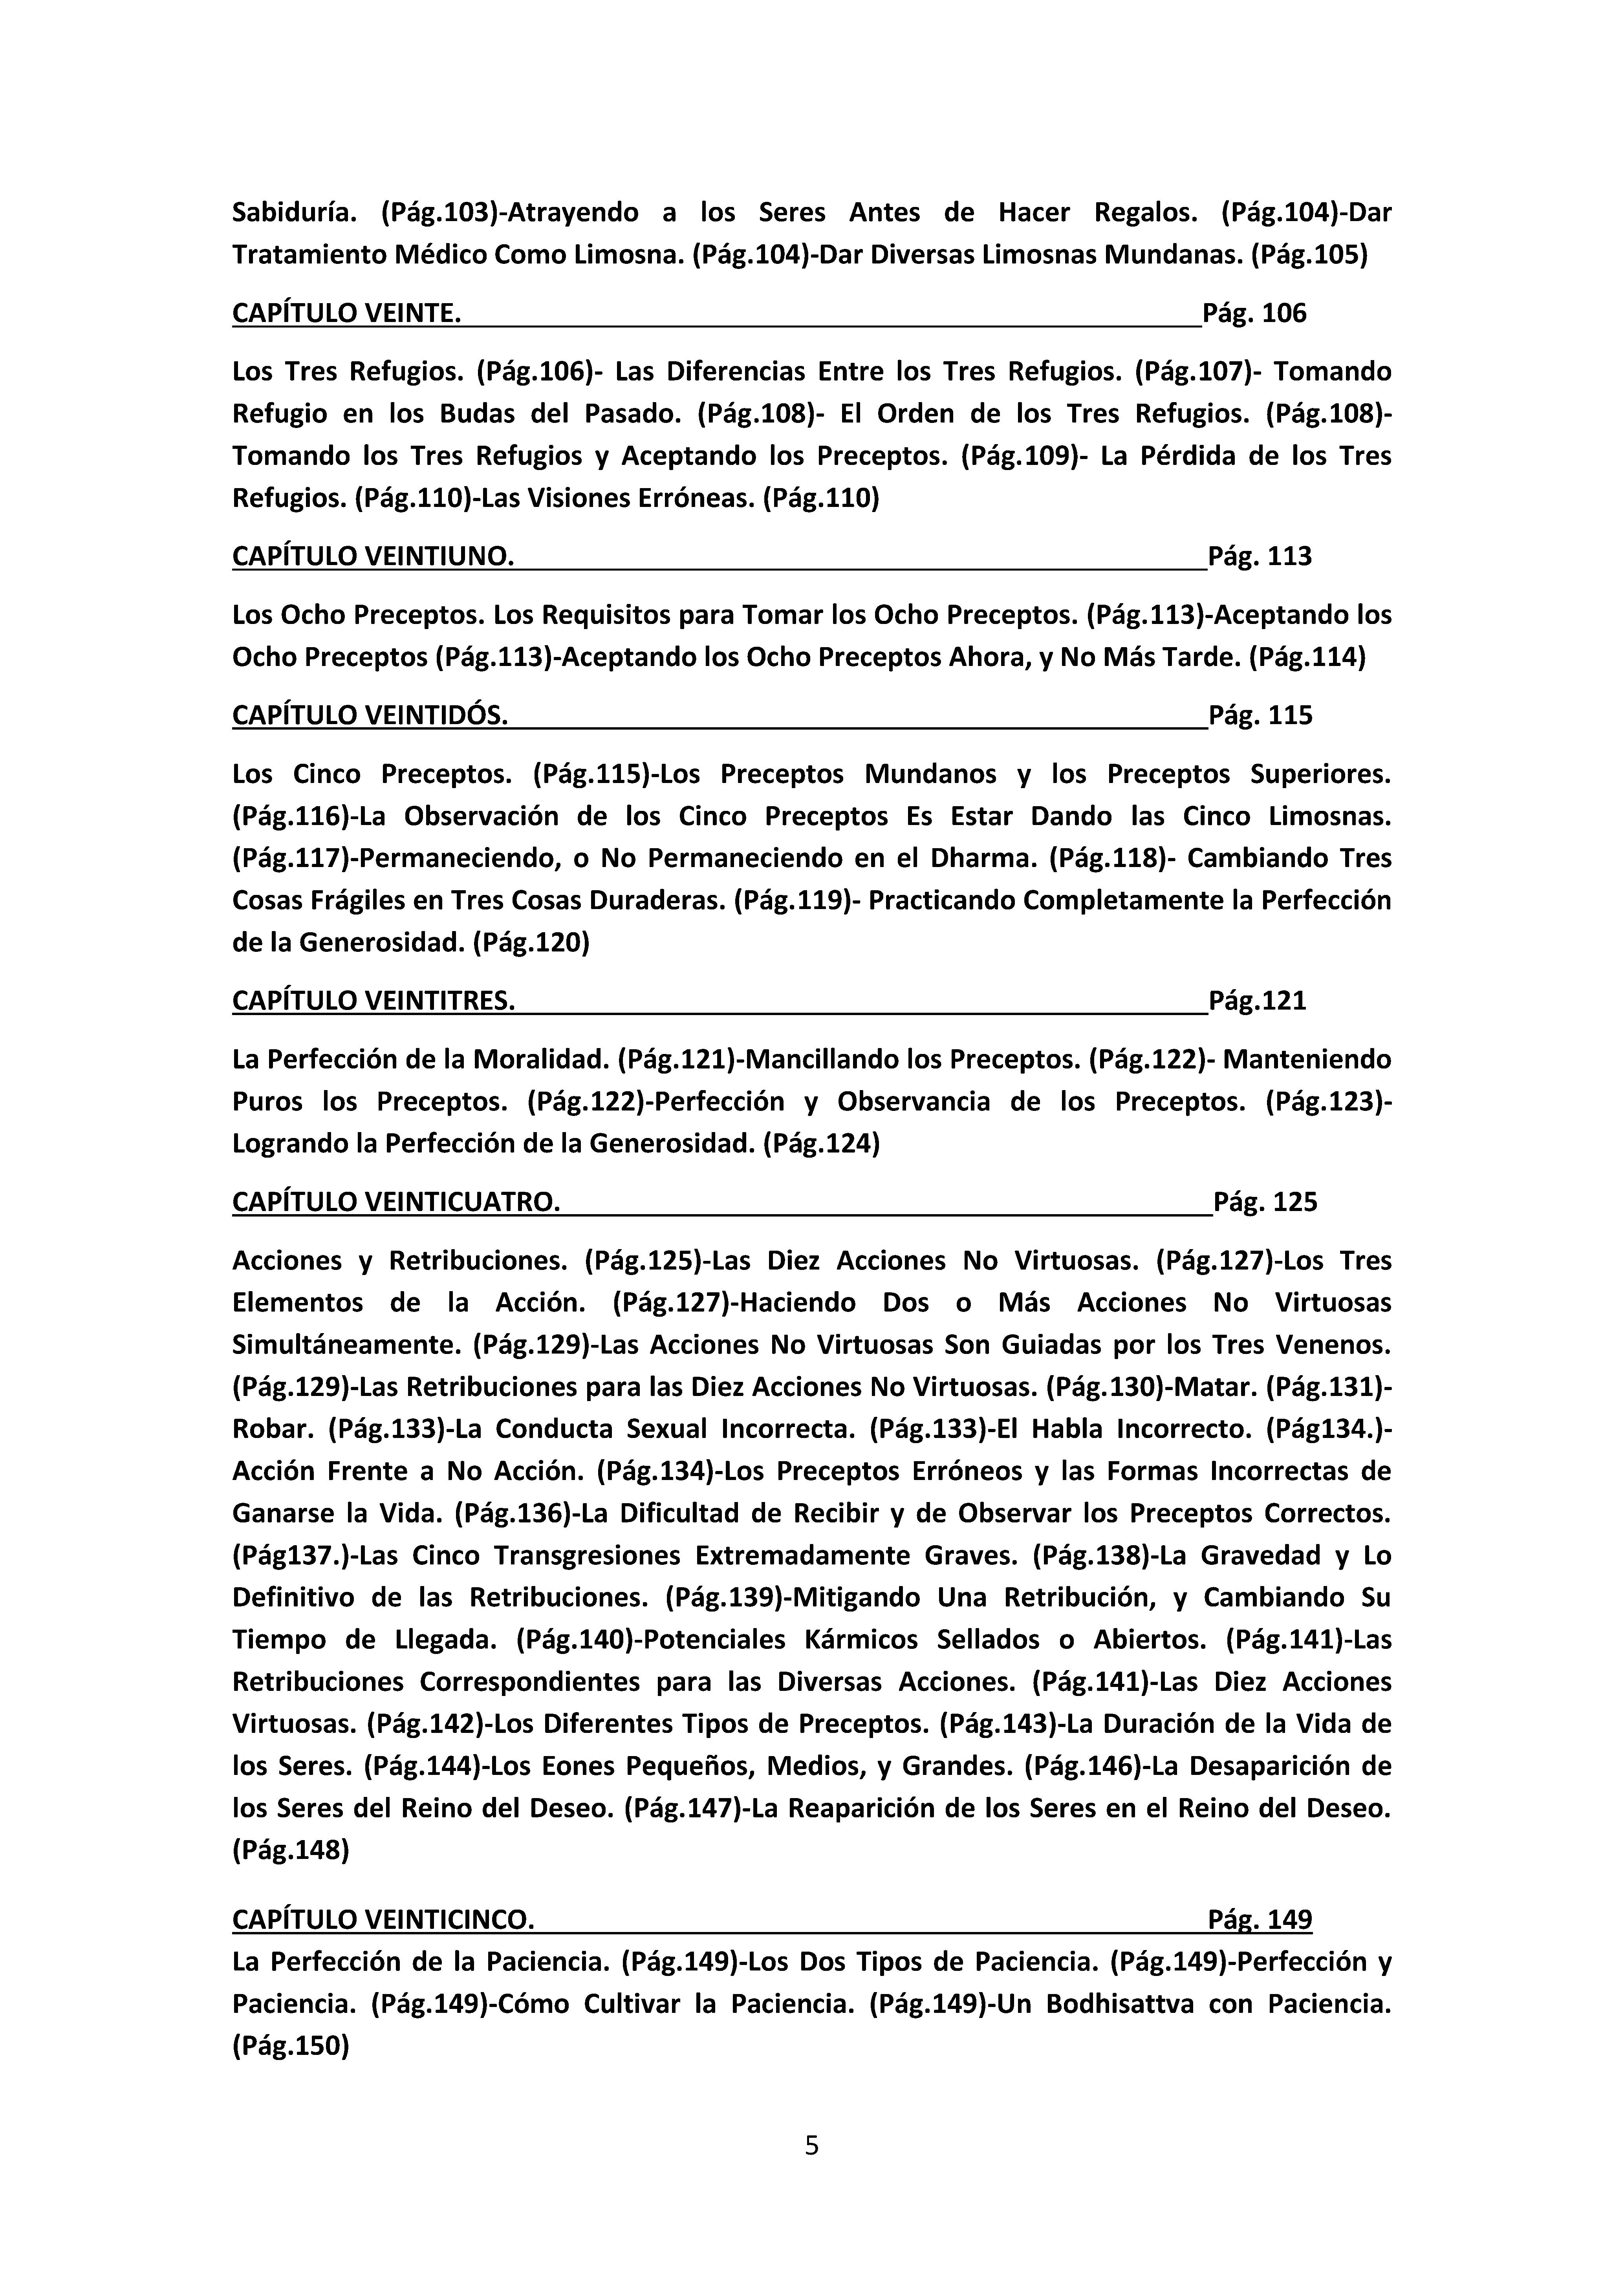 Sabiduría. (Pág.103)-Atrayendo a los Seres Antes de Hacer Regalos. (Pág.104)-Dar
Tratamiento Médico Como Limosna. (Pág.104)-Dar Diversas Limosnas Mundanas. (Pág.105)
CAPÍTULO VEINTE. Pág. 106
Los Tres Refugios. (Pág.106)- Las Diferencias Entre los Tres Refugios. (Pág.107)- Tomando
Refugio en los Budas del Pasado. (Pág.108)- El Orden de los Tres Refugios. (Pág.108)-
Tomando los Tres Refugios y Aceptando los Preceptos. (Pág.109)- La Pérdida de los Tres
Refugios. (Pág.110)-Las Visiones Erróneas. (Pág.110)
CAPÍTULO VEINTIUNO. Pág. 113
Los Ocho Preceptos. Los Requisitos para Tomar los Ocho Preceptos. (Pág.113)-Aceptando los
Ocho Preceptos (Pág.113)-Aceptando los Ocho Preceptos Ahora, y No Más Tarde. (Pág.114)
CAPÍTULO VEINTIDÓS. Pág. 115
Los Cinco Preceptos. (Pág.115)-Los Preceptos Mundanos y los Preceptos Superiores.
(Pág.116)-La Observación de los Cinco Preceptos Es Estar Dando las Cinco Limosnas.
(Pág.117)-Permaneciendo, o No Permaneciendo en el Dharma. (Pág.118)- Cambiando Tres
Cosas Frágiles en Tres Cosas Duraderas. (Pág.119)- Practicando Completamente la Perfección
de la Generosidad. (Pág.120)
CAPÍTULO VEINTITRES. Pág.121
La Perfección de la Moralidad. (Pág.121)-Mancillando los Preceptos. (Pág.122)- Manteniendo
Puros los Preceptos. (Pág.122)-Perfección y Observancia de los Preceptos. (Pág.123)-
Logrando la Perfección de la Generosidad. (Pág.124)
CAPÍTULO VEINTICUATRO. Pág. 125
Acciones y Retribuciones. (Pág.125)-Las Diez Acciones No Virtuosas. (Pág.127)-Los Tres
Elementos de la Acción. (Pág.127)-Haciendo Dos o Más Acciones No Virtuosas
Simultáneamente. (Pág.129)-Las Acciones No Virtuosas Son Guiadas por los Tres Venenos.
(Pág.129)-Las Retribuciones para las Diez Acciones No Virtuosas. (Pág.130)-Matar. (Pág.131)-
Robar. (Pág.133)-La Conducta Sexual Incorrecta. (Pág.133)-El Habla Incorrecto. (Pág134.)-
Acción Frente a No Acción. (Pág.134)-Los Preceptos Erróneos y las Formas Incorrectas de
Ganarse la Vida. (Pág.136)-La Dificultad de Recibir y de Observar los Preceptos Correctos.
(Pág137.)-Las Cinco Transgresiones Extremadamente Graves. (Pág.138)-La Gravedad y Lo
Definitivo de las Retribuciones. (Pág.139)-Mitigando Una Retribución, y Cambiando Su
Tiempo de Llegada. (Pág.140)-Potenciales Kármicos Sellados o Abiertos. (Pág.141)-Las
Retribuciones Correspondientes para las Diversas Acciones. (Pág.141)-Las Diez Acciones
Virtuosas. (Pág.142)-Los Diferentes Tipos de Preceptos. (Pág.143)-La Duración de la Vida de
los Seres. (Pág.144)-Los Eones Pequeños, Medios, y Grandes. (Pág.146)-La Desaparición de
los Seres del Reino del Deseo. (Pág.147)-La Reaparición de los Seres en el Reino del Deseo.
(Pág.148)
CAPÍTULO VEINTICINCO. Pág. 149
La Perfección de la Paciencia. (Pág.149)-Los Dos Tipos de Paciencia. (Pág.149)-Perfección y
Paciencia. (Pág.149)-Cómo Cultivar la Paciencia. (Pág.149)-Un Bodhisattva con Paciencia.
(Pág.150)
5